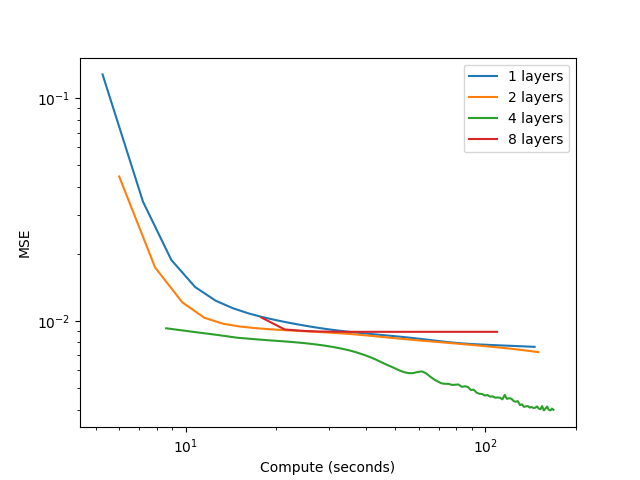 1 layers
2 layers
4 layers
8 layers
10⁻¹
10⁻²
MSE
10¹
10²
Compute (seconds)